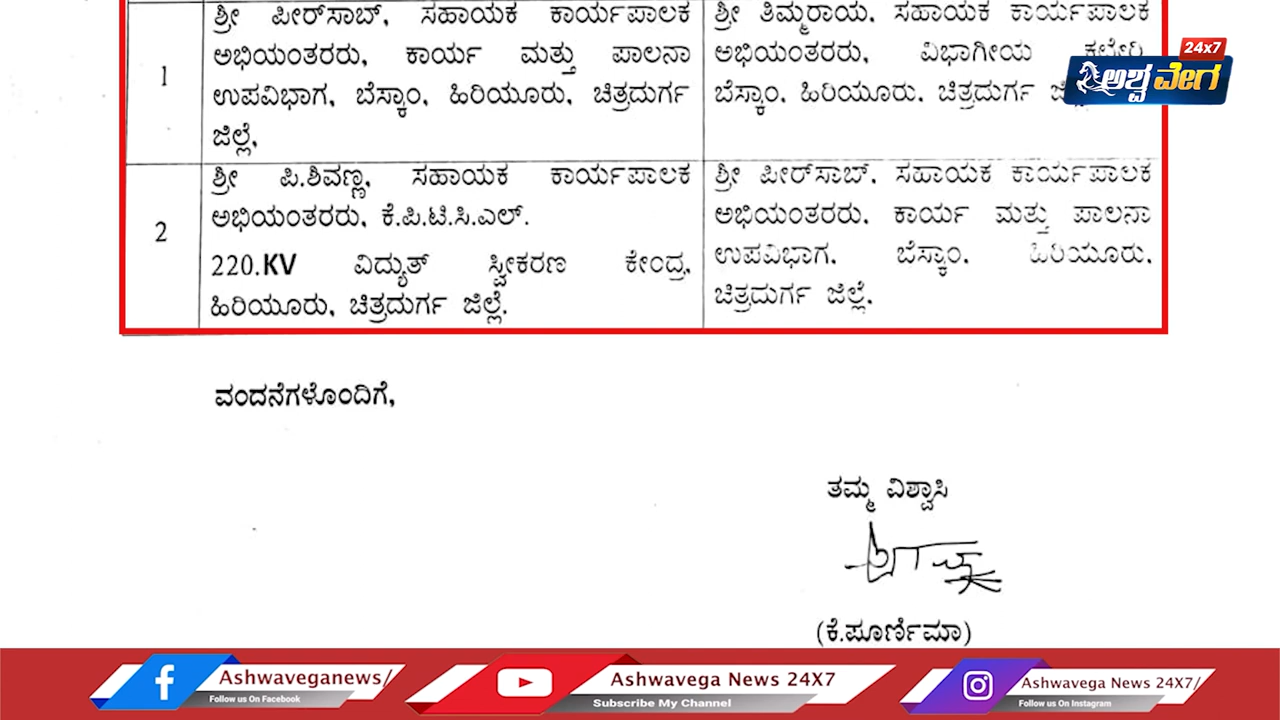 ಶ್ರೀ ಪೀರ್‌ಸಾಬ್, ಸಹಾಯಕ ಕಾರ್ಯಪಾಲಕ
ಅಭಿಯಂತರರು, ಕಾರ್ಯ ಮತ್ತು ಪಾಲನಾ
ಉಪವಿಭಾಗ, ಬೆಸ್ಕಾಂ, ಹಿರಿಯೂರು, ಚಿತ್ರದುರ್ಗ
ಜಿಲ್ಲೆ,
1
ಶ್ರೀ ತಿಮ್ಮರಾಯ, ಸಹಾಯಕ ಕಾರ್ಯಪಾಲಕ
ಅಭಿಯಂತರರು, ವಿಭಾಗೀಯ ಕಛೇರಿ,
ಬೆಸ್ಕಾಂ, ಹಿರಿಯೂರು, ಚಿತ್ರದುರ್ಗ
2
ಶ್ರೀ ಪಿ.ಶಿವಣ್ಣ, ಸಹಾಯಕ ಕಾರ್ಯಪಾಲಕ
ಅಭಿಯಂತರರು, ಕೆ.ಪಿ.ಟಿ.ಸಿ.ಎಲ್.
220.KV ವಿದ್ಯುತ್ ಸ್ವೀಕರಣ ಕೇಂದ್ರ,
ಹಿರಿಯೂರು, ಚಿತ್ರದುರ್ಗ ಜಿಲ್ಲೆ.
ಶ್ರೀ ಪೀರ್‌ಸಾಬ್, ಸಹಾಯಕ ಕಾರ್ಯಪಾಲಕ
ಅಭಿಯಂತರರು, ಕಾರ್ಯ ಮತ್ತು ಪಾಲನಾ
ಉಪವಿಭಾಗ, ಬೆಸ್ಕಾಂ, ಹಿರಿಯೂರು,
ಚಿತ್ರದುರ್ಗ ಜಿಲ್ಲೆ,
ವಂದನೆಗಳೊಂದಿಗೆ,
ತಮ್ಮ ವಿಶ್ವಾಸಿ
(ಕೆ.ಪೂರ್ಣಿಮಾ)
24x7
ಅಶ್ವವೇಗ
Ashwaveganews/
Follow us On Facebook
Ashwavega News 24X7
Subscribe My Channel
Ashwavega News 24X7/
Follow us On Instagram